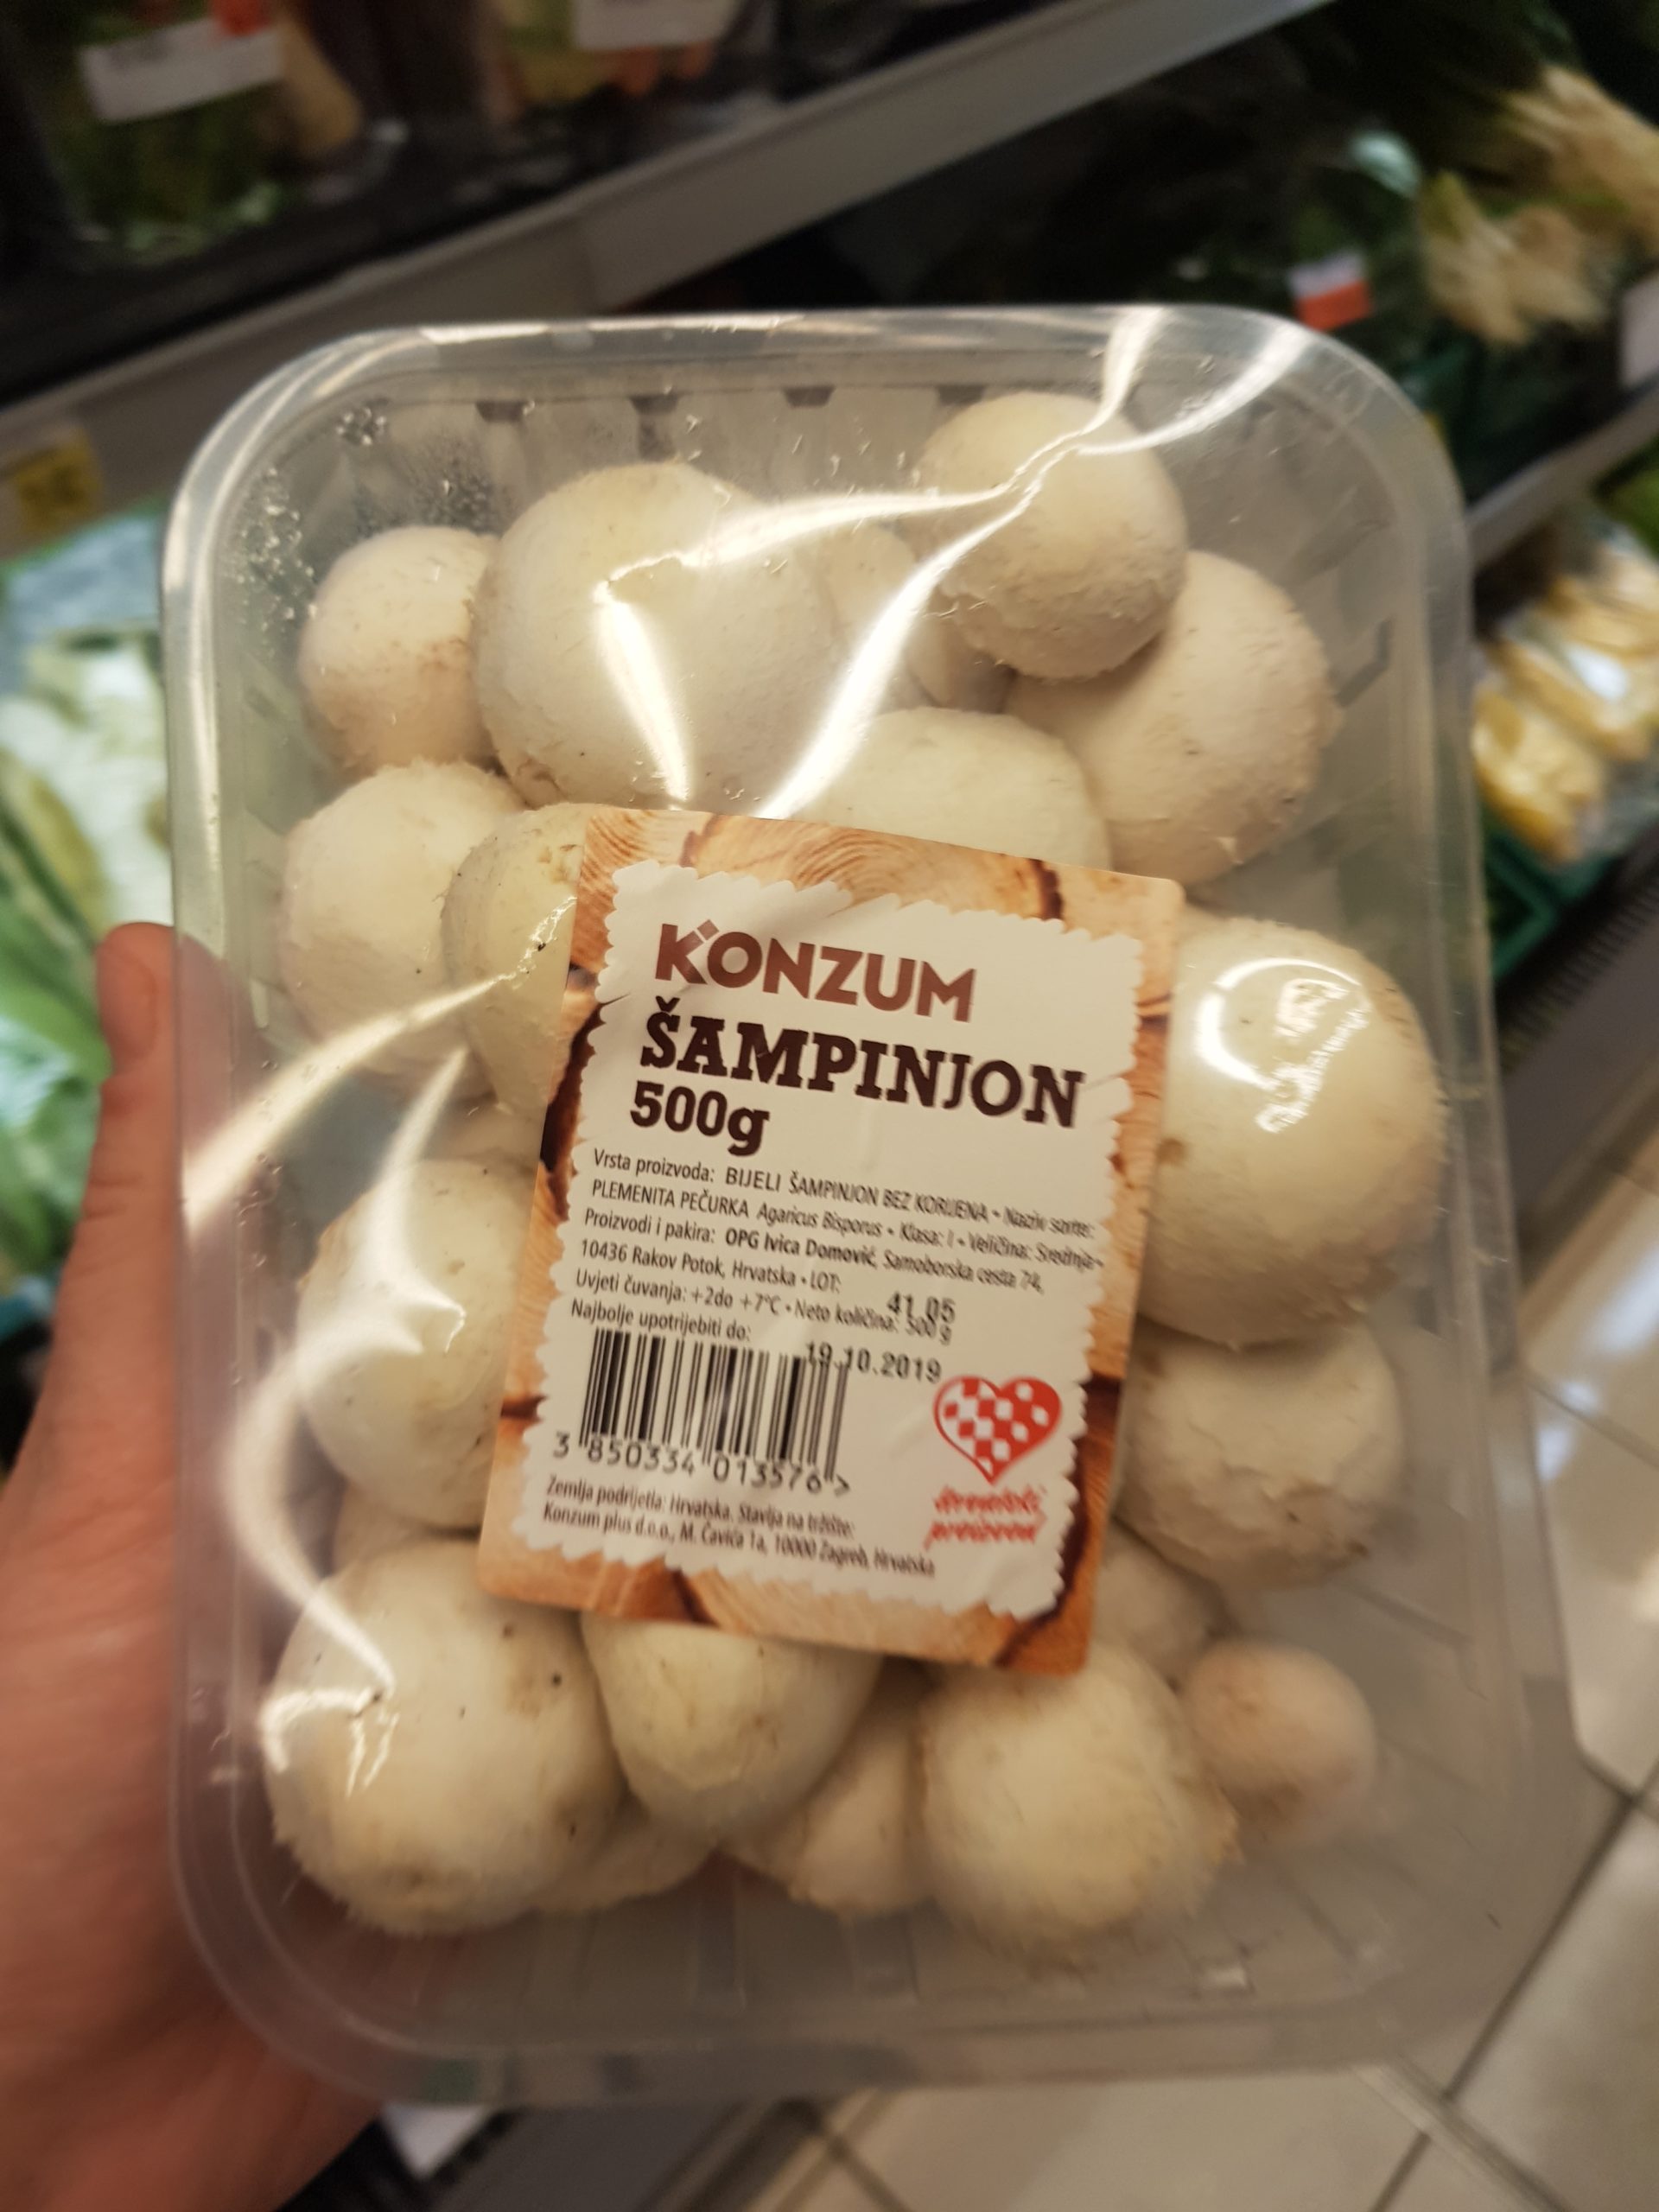 KONZUM
ŠAMPINJON
500g
Vrsta proizvoda: BIJELI ŠAMPINJON BEZ KORIJENA • Naziv sorte:
PLEMENITA PEČURKA Agaricus Bisporus • Klasa: I • Veličina: Srednja•
Proizvodi i pakira: OPG Ivica Domović, Samoborska cesta 74,
10436 Rakov Potok, Hrvatska • LOT: 41.05
Uvjeti čuvanja: +2do +7°C • Neto količina: 500 g
Najbolje upotrijebiti do: 19.10.2019
3 850334 013576 >
hrvatski
proizvod
Zemlja podrijetla: Hrvatska. Stavlja na tržište:
Konzum plus d.o.o., M. Čavića 1a, 10000 Zagreb, Hrvatska